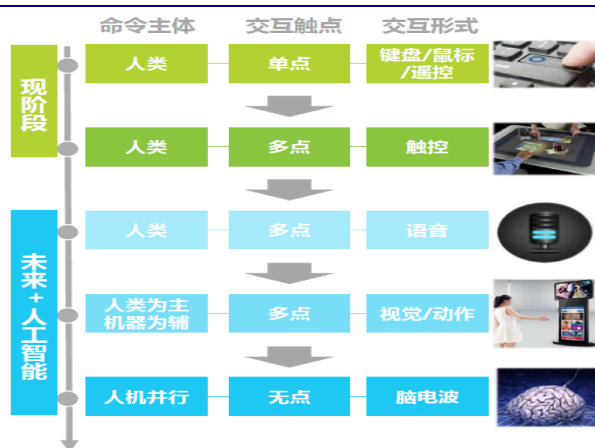 命令主体 交互触点 交互形式
现阶段
人类 单点 键盘/鼠标
/遥控
人类 多点 触控
未来+人工智能
人类 多点 语音
人类为主
机器为辅 多点 视觉/动作
人机并行 无点 脑电波